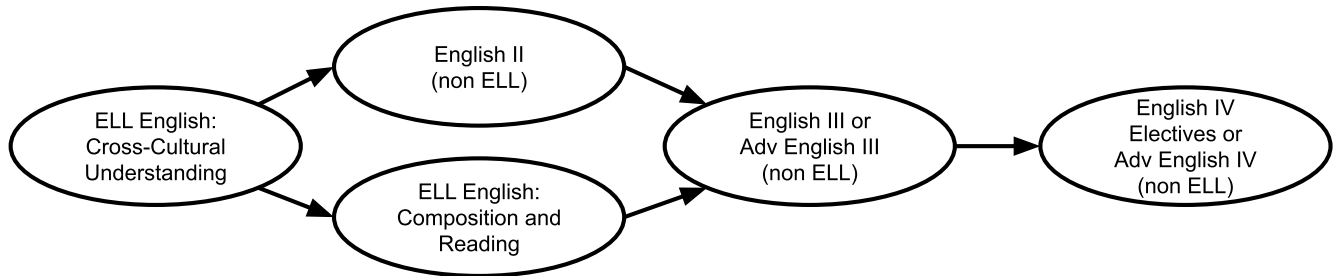 ELL English:
Cross-Cultural
Understanding
English II
(non ELL)
ELL English:
Composition and
Reading
English III or
Adv English III
(non ELL)
English IV
Electives or
Adv English IV
(non ELL)